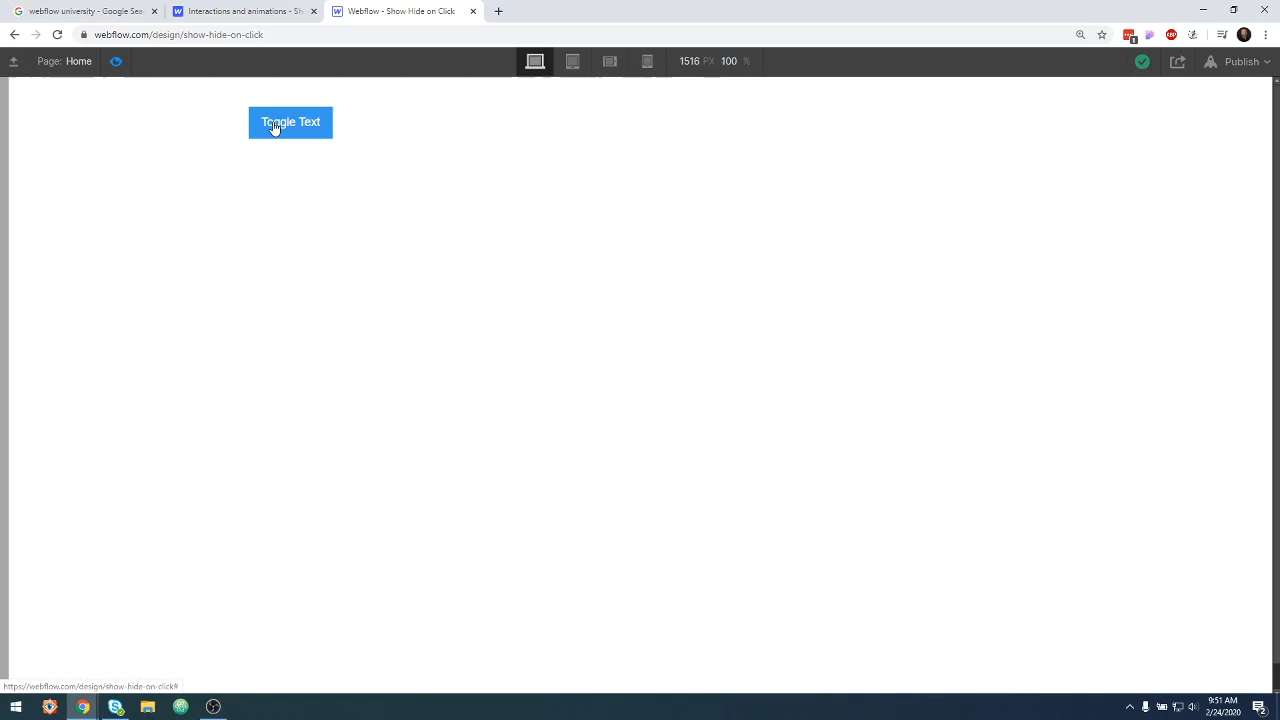 webflow university - Google Sear
Interactions and animations - Sh
Webflow - Show Hide on Click
webflow.com/design/show-hide-on-click
Page: Home
1516 PX 100 %
Publish
Toggle Text
https://webflow.com/design/show-hide-on-click#
9:51 AM
2/24/2020